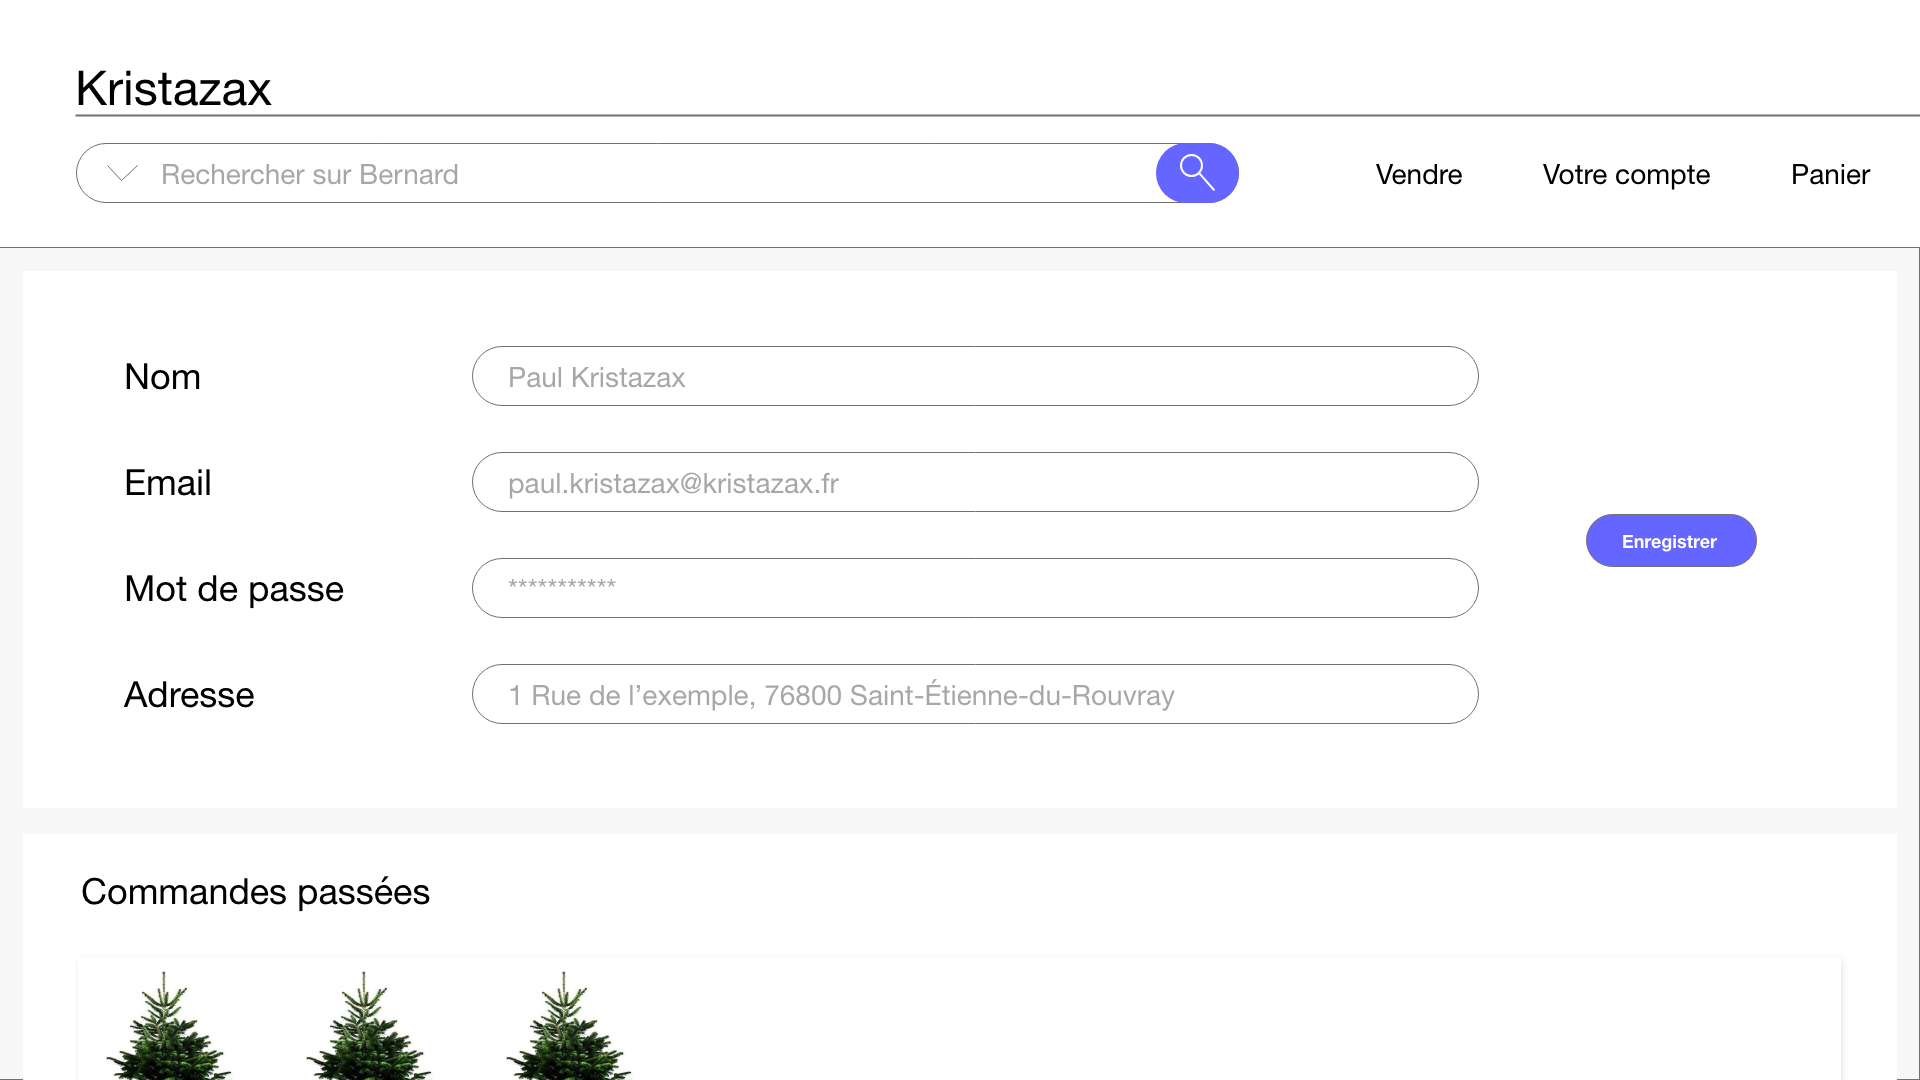 Kristazax
Rechercher sur Bernard
Vendre
Votre compte
Panier
Nom
Paul Kristazax
Email
paul.kristazax@kristazax.fr
Enregistrer
Mot de passe
***********
Adresse
1 Rue de l’exemple, 76800 Saint-Étienne-du-Rouvray
Commandes passées